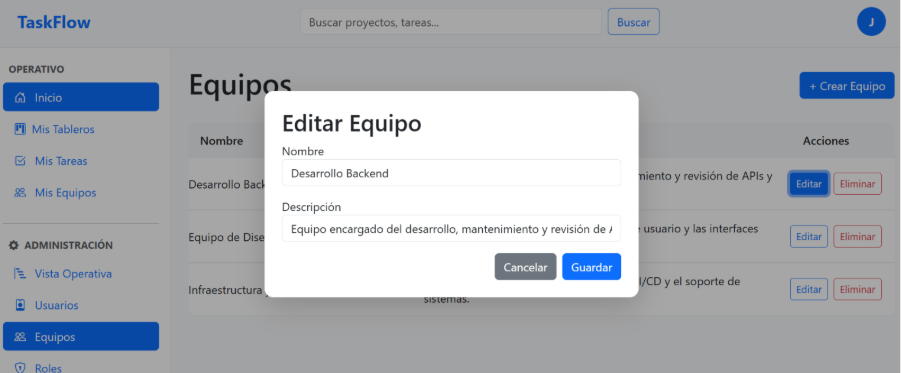 TaskFlow
Buscar proyectos, tareas...
Buscar
J
OPERATIVO
Inicio
Mis Tableros
Mis Tareas
Mis Equipos
ADMINISTRACIÓN
Vista Operativa
Usuarios
Equipos
Roles
Equipos
+ Crear Equipo
Nombre
Acciones
Desarrollo Back
miento y revisión de APIs y
Editar
Eliminar
Equipo de Dise
usuario y las interfaces
Editar
Eliminar
Infraestructura
I/CD y el soporte de
sistemas.
Editar
Eliminar
Editar Equipo
Nombre
Desarrollo Backend
Descripción
Equipo encargado del desarrollo, mantenimiento y revisión de
Cancelar
Guardar